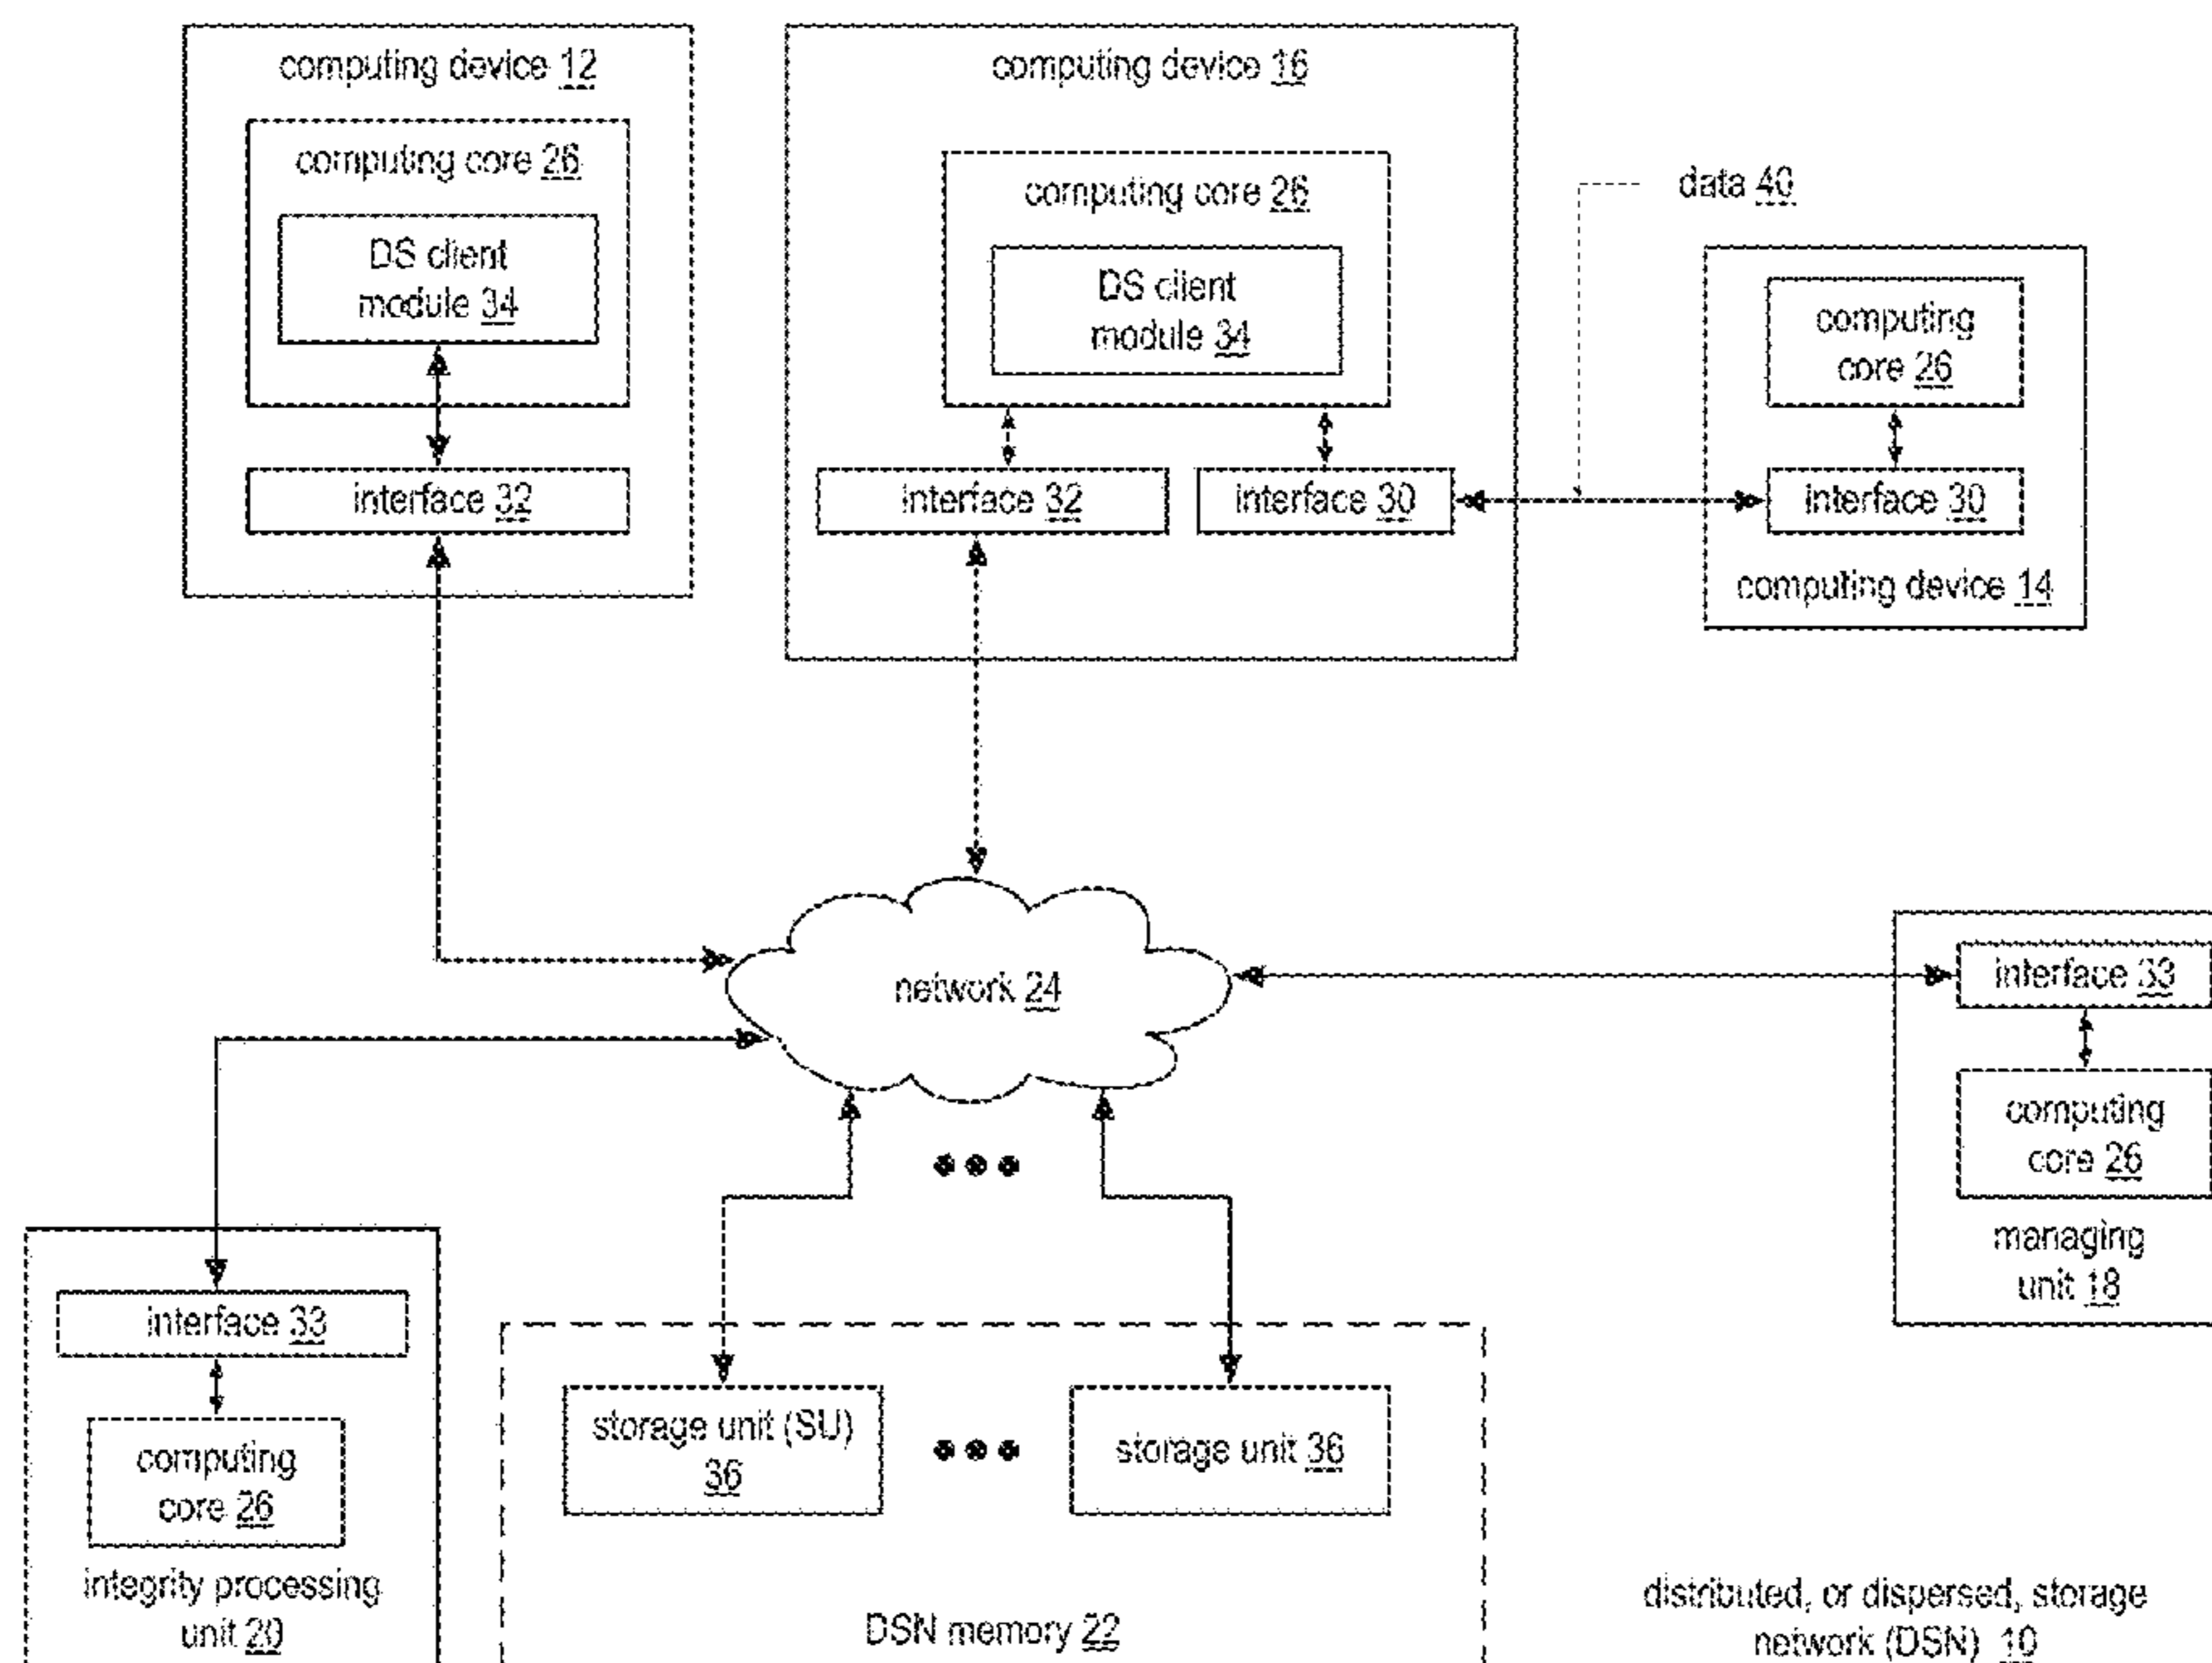 computing device 12
computing core 26
DS client
module 34
interface 32
computing device 16
computing core 26
DS client
module 34
interface 32
interface 30
data 40
computing
core 26
interface 30
computing device 14
network 24
interface 33
computing
core 26
managing
unit 18
interface 33
computing
core 26
integrity processing
unit 20
storage unit (SU)
36
storage unit 36
DSN memory 22
distributed, or dispersed, storage
network (DSN) 10